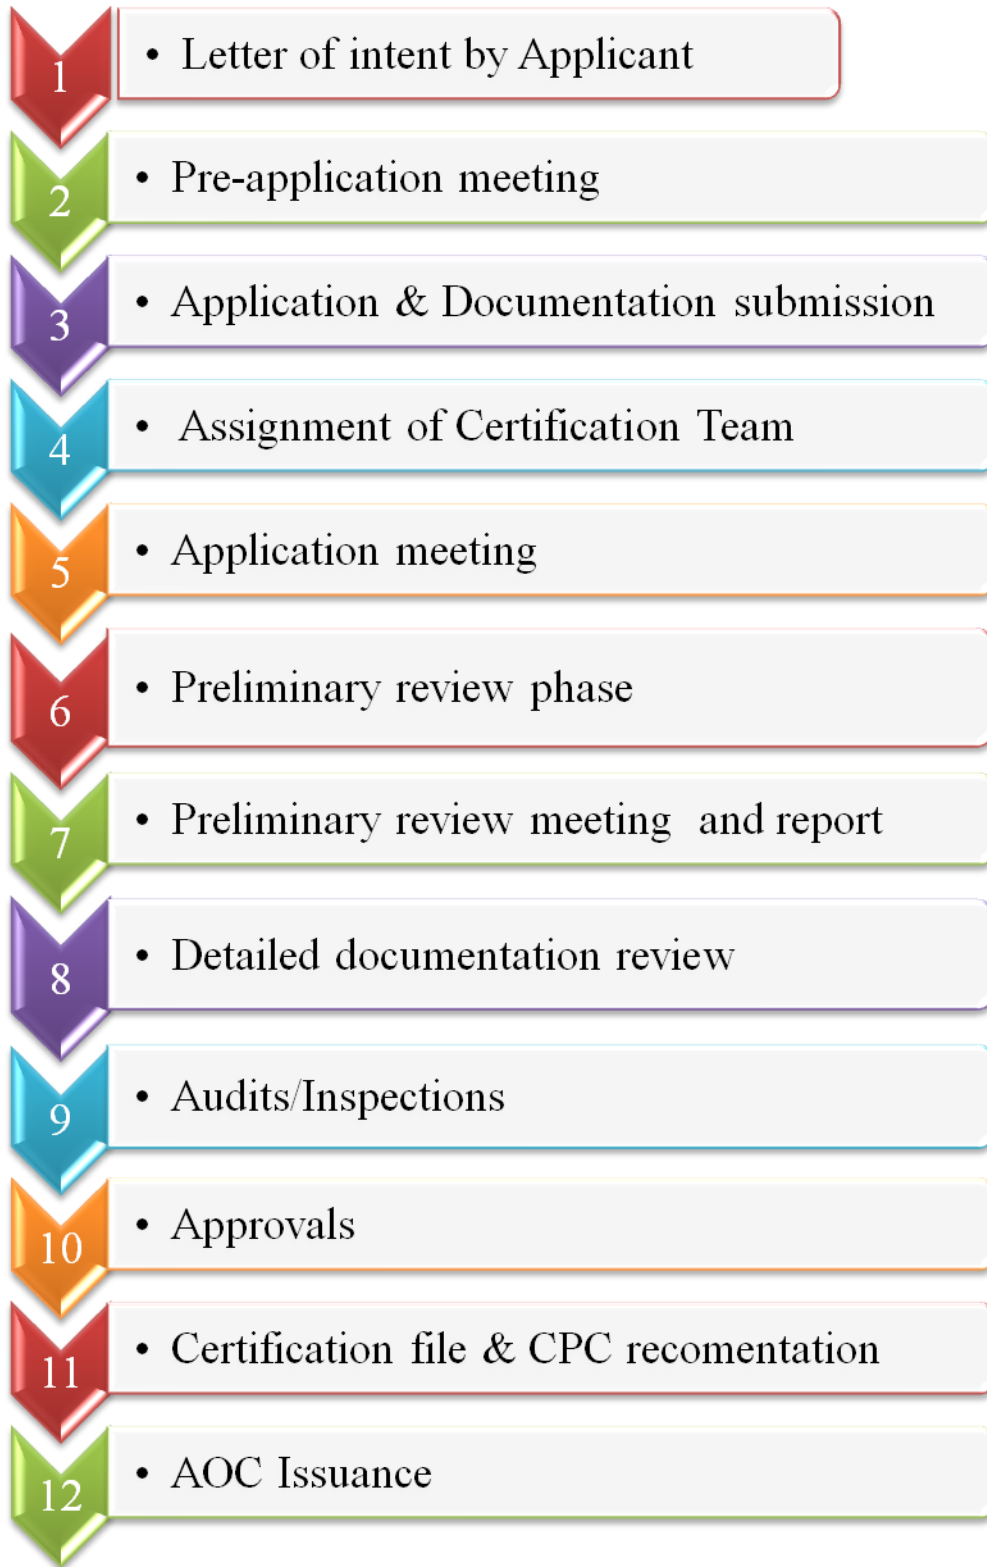 1 • Letter of intent by Applicant
2 • Pre-application meeting
3 • Application & Documentation submission
4 • Assignment of Certification Team
5 • Application meeting
6 • Preliminary review phase
7 • Preliminary review meeting and report
8 • Detailed documentation review
9 • Audits/Inspections
10 • Approvals
11 • Certification file & CPC recomentation
12 • AOC Issuance